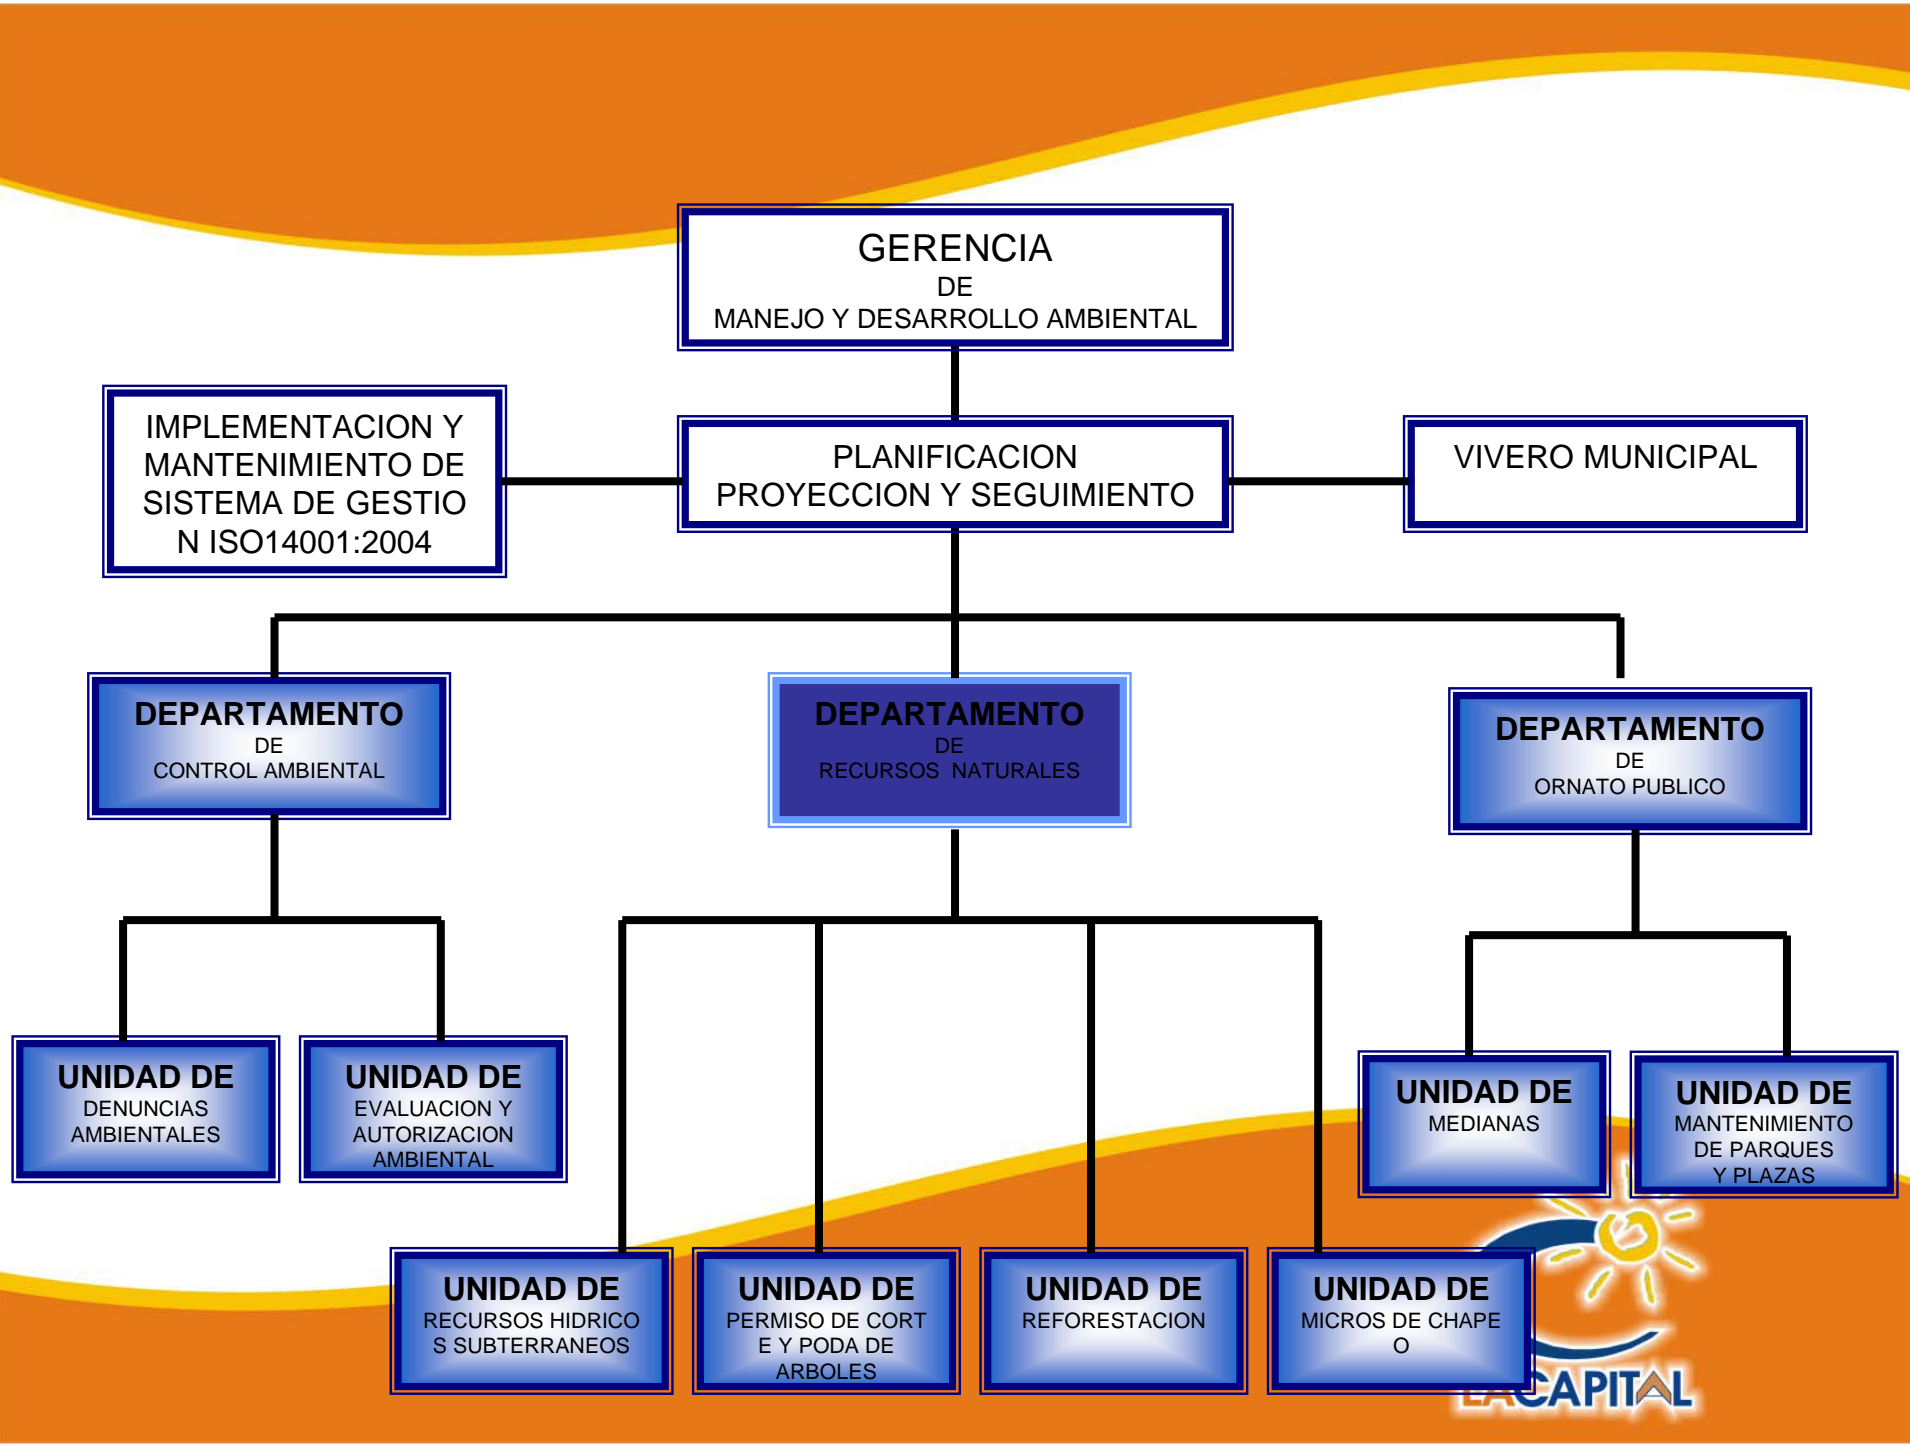 GERENCIA
DE
MANEJO Y DESARROLLO AMBIENTAL
IMPLEMENTACION Y
MANTENIMIENTO DE
SISTEMA DE GESTIO
N ISO14001:2004
PLANIFICACION
PROYECCION Y SEGUIMIENTO
VIVERO MUNICIPAL
DEPARTAMENTO
DE
CONTROL AMBIENTAL
DEPARTAMENTO
DE
RECURSOS NATURALES
DEPARTAMENTO
DE
ORNATO PUBLICO
UNIDAD DE
DENUNCIAS
AMBIENTALES
UNIDAD DE
EVALUACION Y
AUTORIZACION
AMBIENTAL
UNIDAD DE
MEDIANAS
UNIDAD DE
MANTENIMIENTO
DE PARQUES
Y PLAZAS
UNIDAD DE
RECURSOS HIDRICO
S SUBTERRANEOS
UNIDAD DE
PERMISO DE CORT
E Y PODA DE
ARBOLES
UNIDAD DE
REFORESTACION
UNIDAD DE
MICROS DE CHAPE
O
LACAPITAL